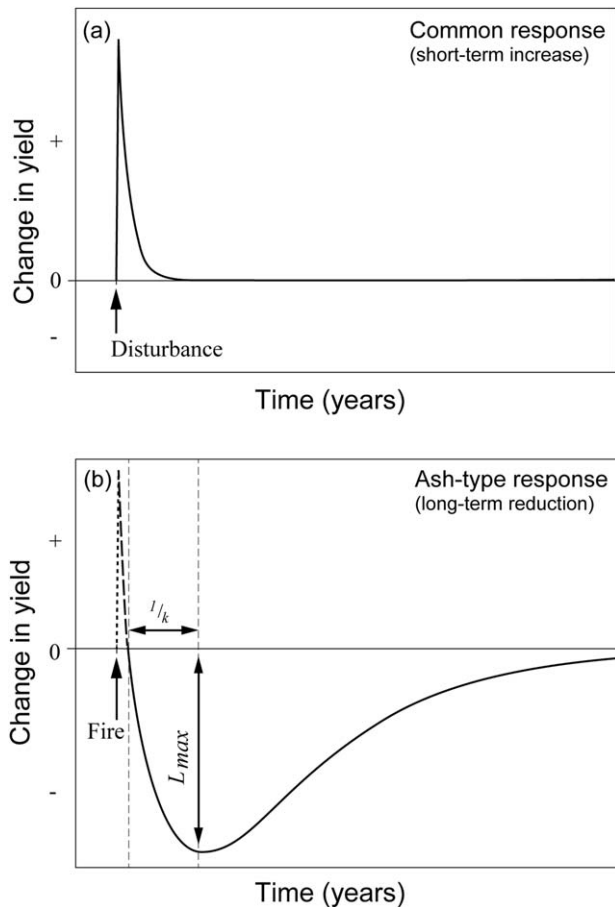 (a)
Common response
(short-term increase)
Change in yield
+
0
-
Disturbance
Time (years)
(b)
Ash-type response
(long-term reduction)
Change in yield
+
1/k
0
Fire
Lmax
-
Time (years)